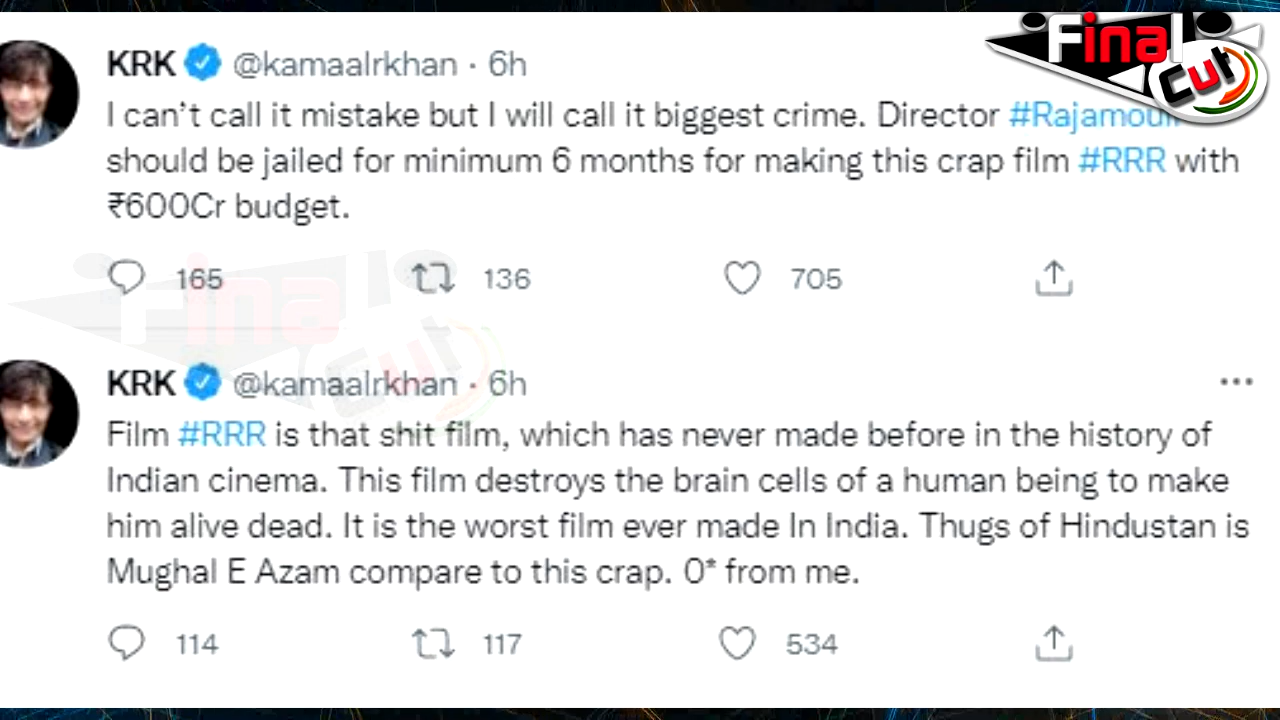 Final
Cut
KRK @kamaalrkhan · 6h
I can't call it mistake but I will call it biggest crime. Director #Rajamouli
should be jailed for minimum 6 months for making this crap film #RRR with
₹600Cr budget.
165 136 705
Final
Cut
KRK @kamaalrkhan · 6h
Film #RRR is that shit film, which has never made before in the history of
Indian cinema. This film destroys the brain cells of a human being to make
him alive dead. It is the worst film ever made In India. Thugs of Hindustan is
Mughal E Azam compare to this crap. 0* from me.
114 117 534